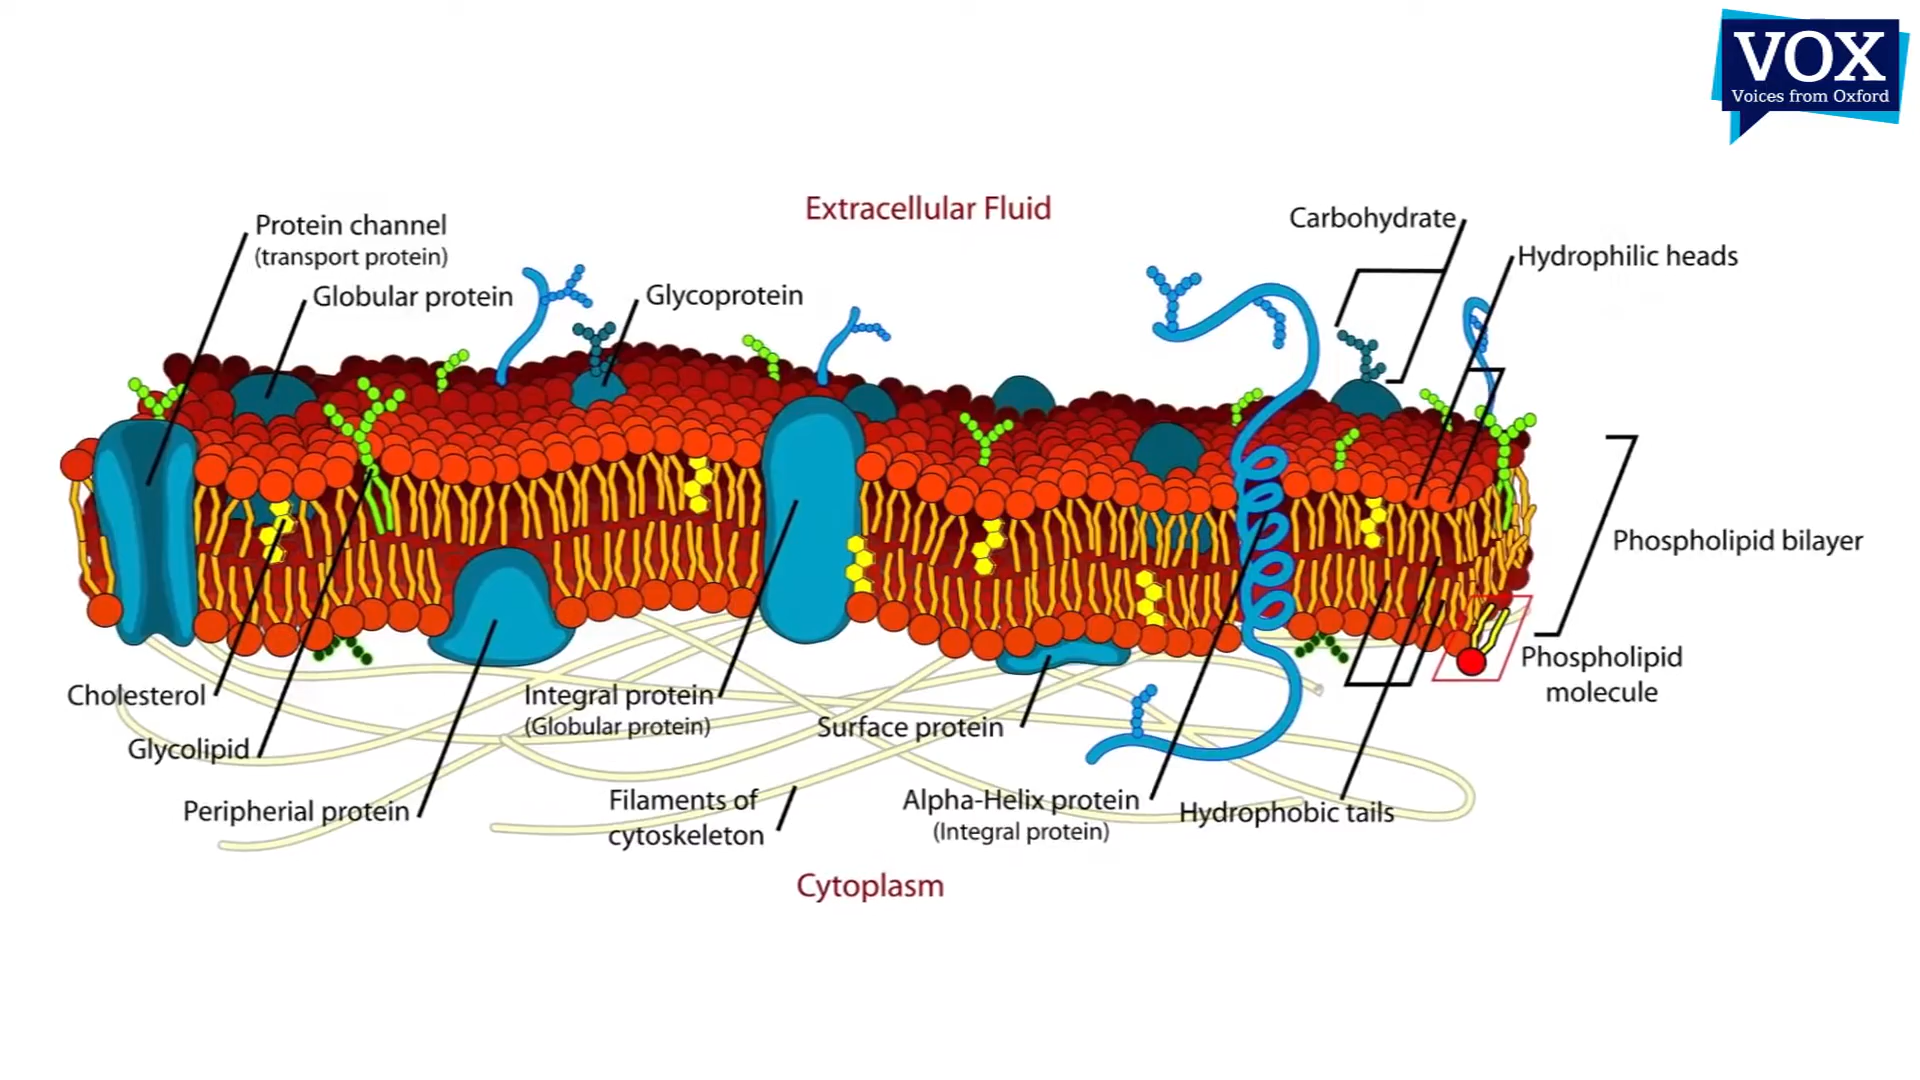 VOX
Voices from Oxford
Extracellular Fluid
Protein channel
(transport protein)
Globular protein
Glycoprotein
Carbohydrate
Hydrophilic heads
Phospholipid bilayer
Phospholipid
molecule
Cholesterol
Glycolipid
Peripherial protein
Integral protein
(Globular protein)
Surface protein
Filaments of
cytoskeleton
Alpha-Helix protein
(Integral protein)
Hydrophobic tails
Cytoplasm